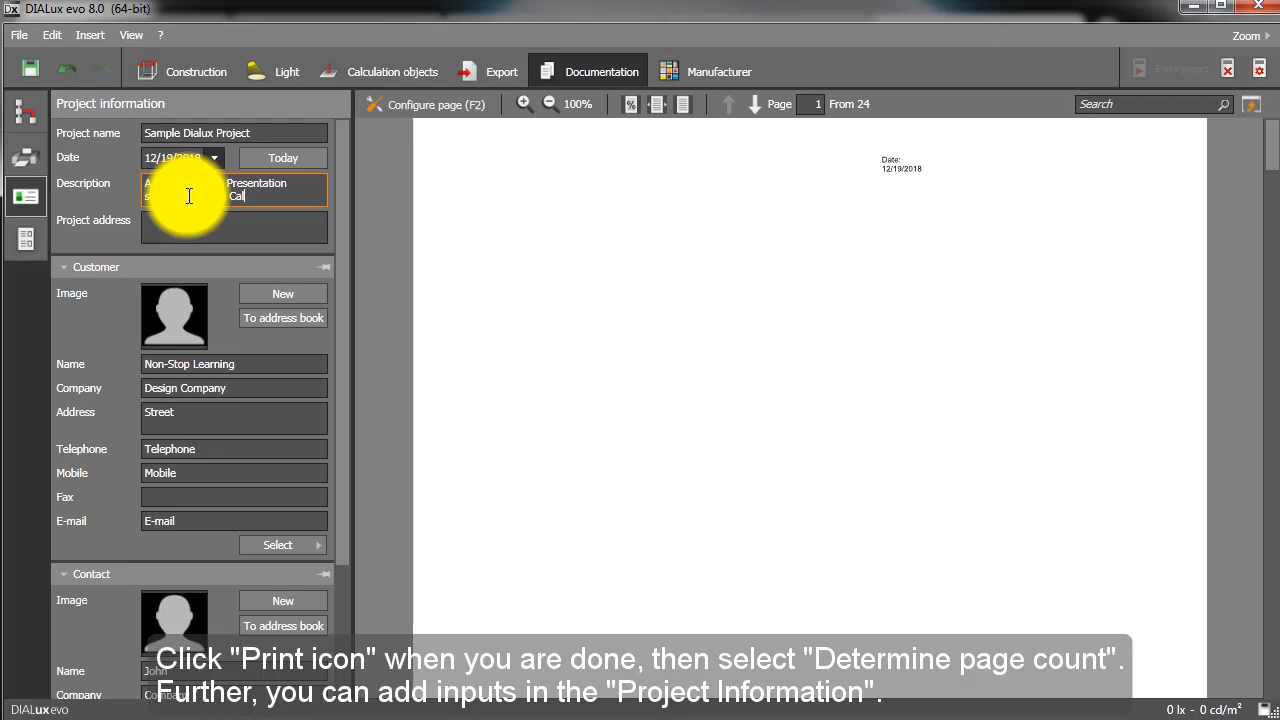 DIALux evo 8.0 (64-bit)
File Edit Insert View ? Zoom
Construction Light Calculation objects Export Documentation Manufacturer Entire project
Project information
Configure page (F2) 100% Page 1 From 24 Search
Project name Sample Dialux Project
Date 12/19/2018 Today
Description Presentation
Cal
Project address
Date:
12/19/2018
Customer
Image New
To address book
Name Non-Stop Learning
Company Design Company
Address Street
Telephone Telephone
Mobile Mobile
Fax
E-mail E-mail
Select
Contact
Image New
To address book
Name John
Company
Click "Print icon" when you are done, then select "Determine page count".
Further, you can add inputs in the "Project Information".
DIALux evo 0 lx - 0 cd/m²